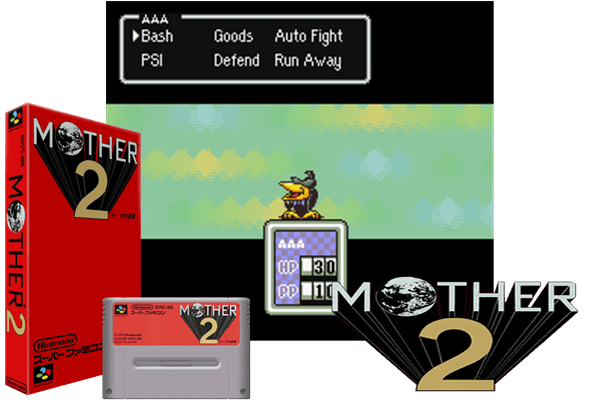 AAA
Bash Goods Auto Fight
PSI Defend Run Away
AAA
HP 30
PP 10
MOTHER
2
MOTHER 2
Nintendo
スーパーファミコン
Nintendo
スーパーファミコン
MOTHER
2
MOTHER
2